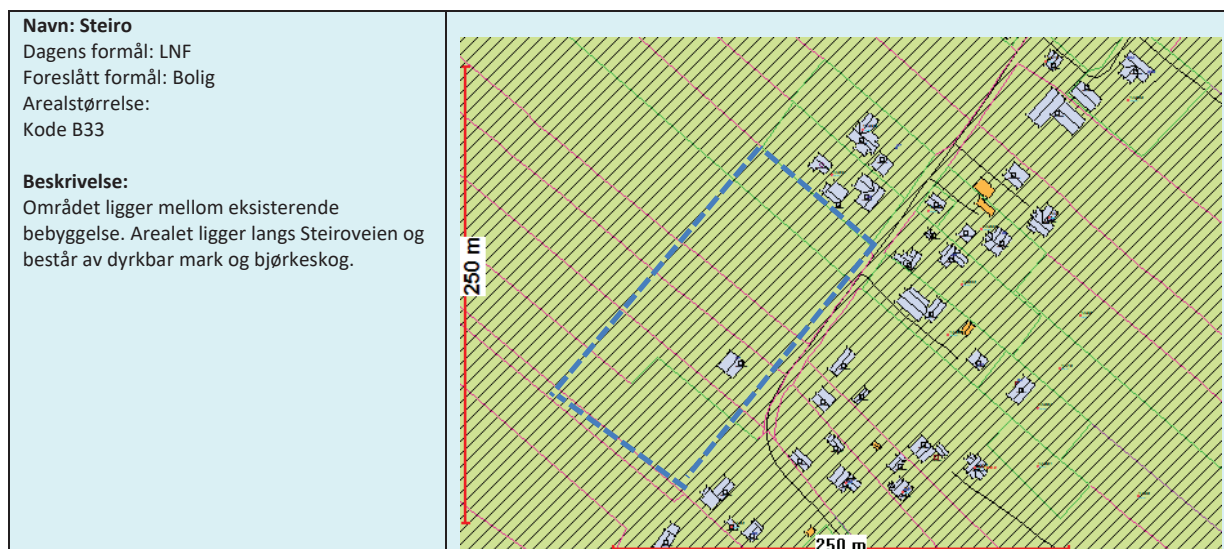 Navn: Steiro
Dagens formål: LNF
Foreslått formål: Bolig
Arealstørrelse:
Kode B33
Beskrivelse:
Området ligger mellom eksisterende
bebyggelse. Arealet ligger langs Steiroveien og
består av dyrkbar mark og bjørkeskog.
250 m
250 m